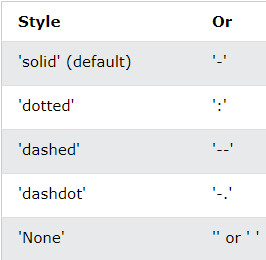 Style Or
'solid' (default) '-'
'dotted' ':'
'dashed' '--'
'dashdot' '-.'
'None' '' or ' '